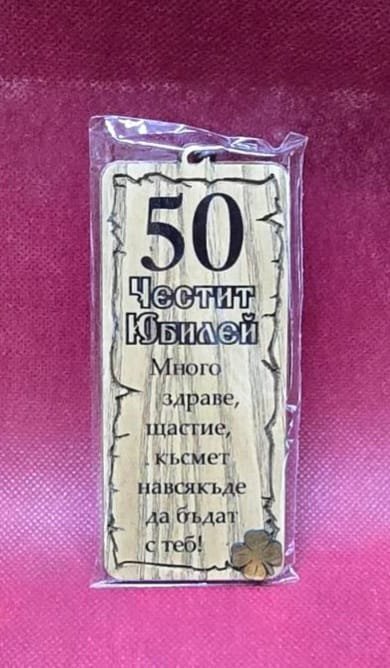 50
Честит
Юбилей
Много
здраве,
щастие,
късмет
навсякъде
да бъдат
с теб!